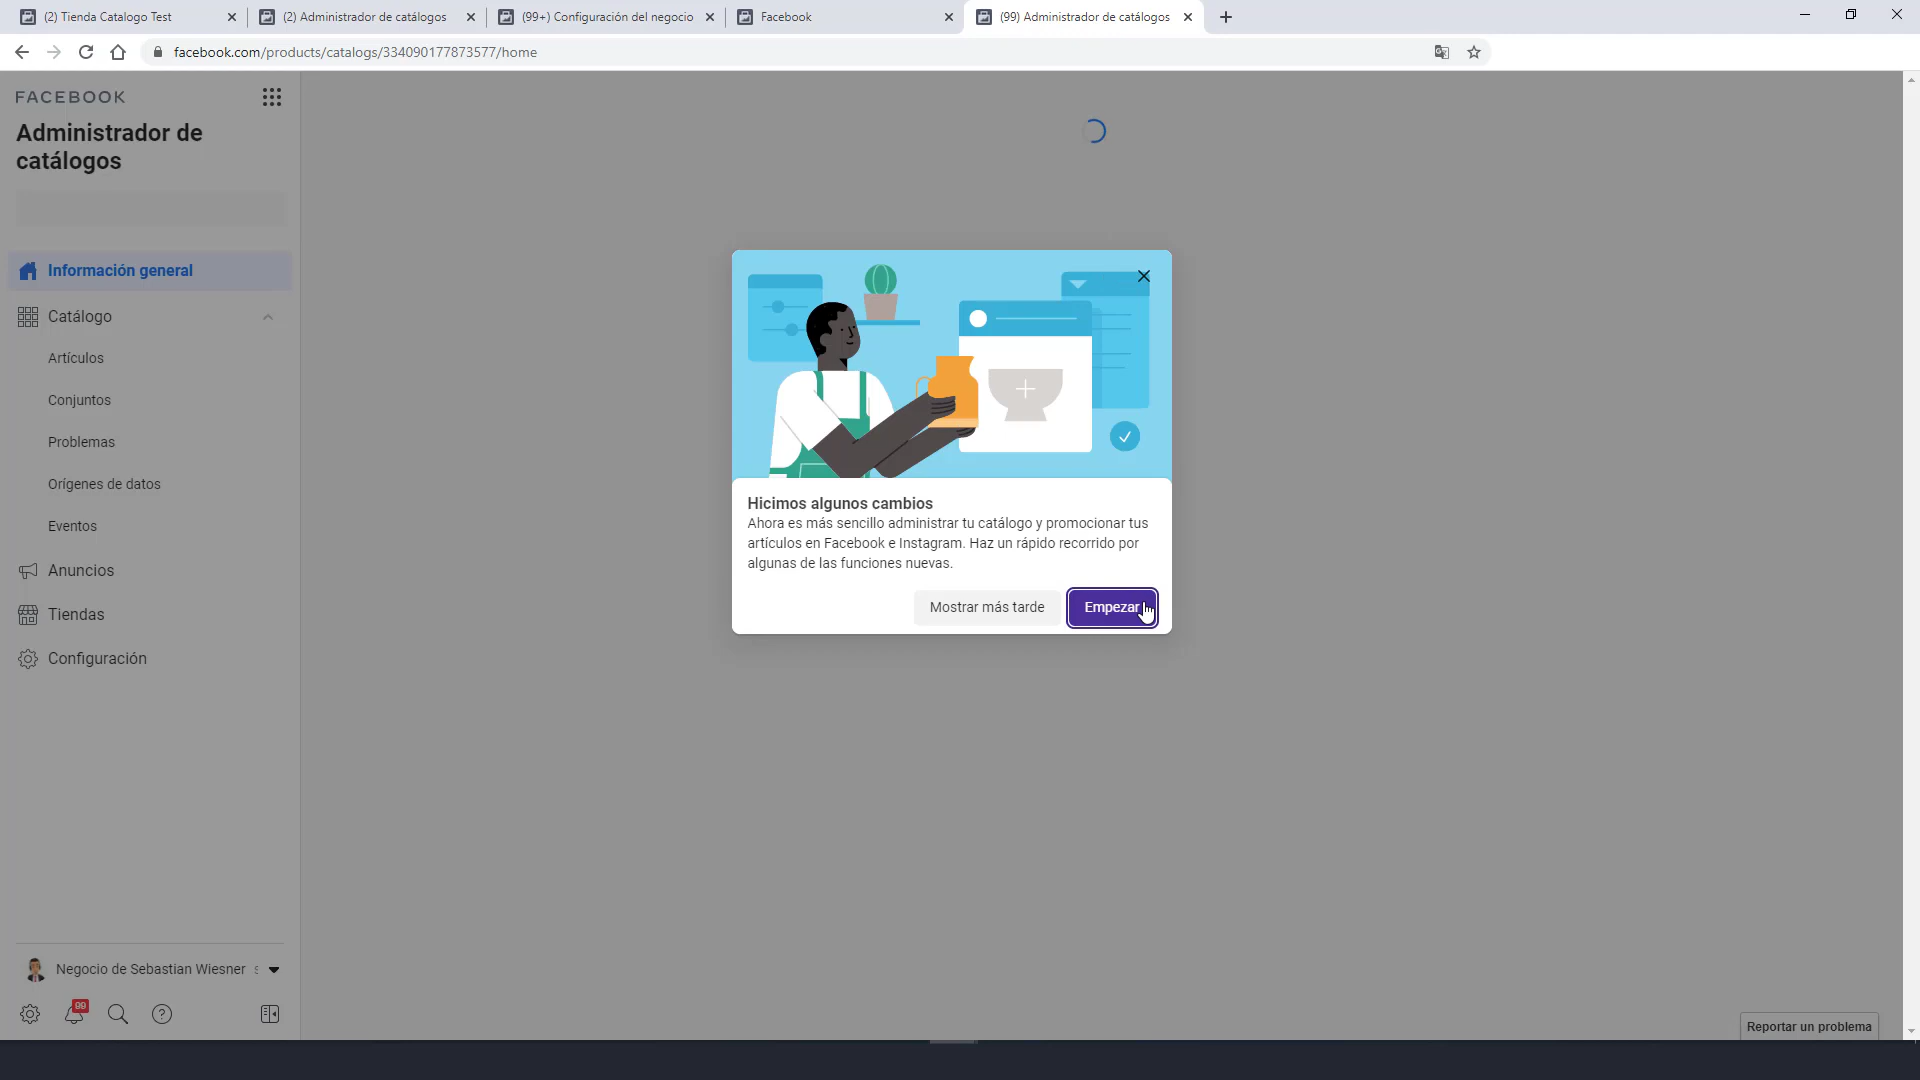 (2) Tienda Catalogo Test
(2) Administrador de catálogos
(99+) Configuración del negocio
Facebook
(99) Administrador de catálogos
facebook.com/products/catalogs/334090177873577/home
FACEBOOK
Administrador de
catálogos
Información general
Catálogo
Artículos
Conjuntos
Problemas
Orígenes de datos
Eventos
Anuncios
Tiendas
Configuración
Hicimos algunos cambios
Ahora es más sencillo administrar tu catálogo y promocionar tus
artículos en Facebook e Instagram. Haz un rápido recorrido por
algunas de las funciones nuevas.
Mostrar más tarde
Empezar
Negocio de Sebastian Wiesner
99
Reportar un problema